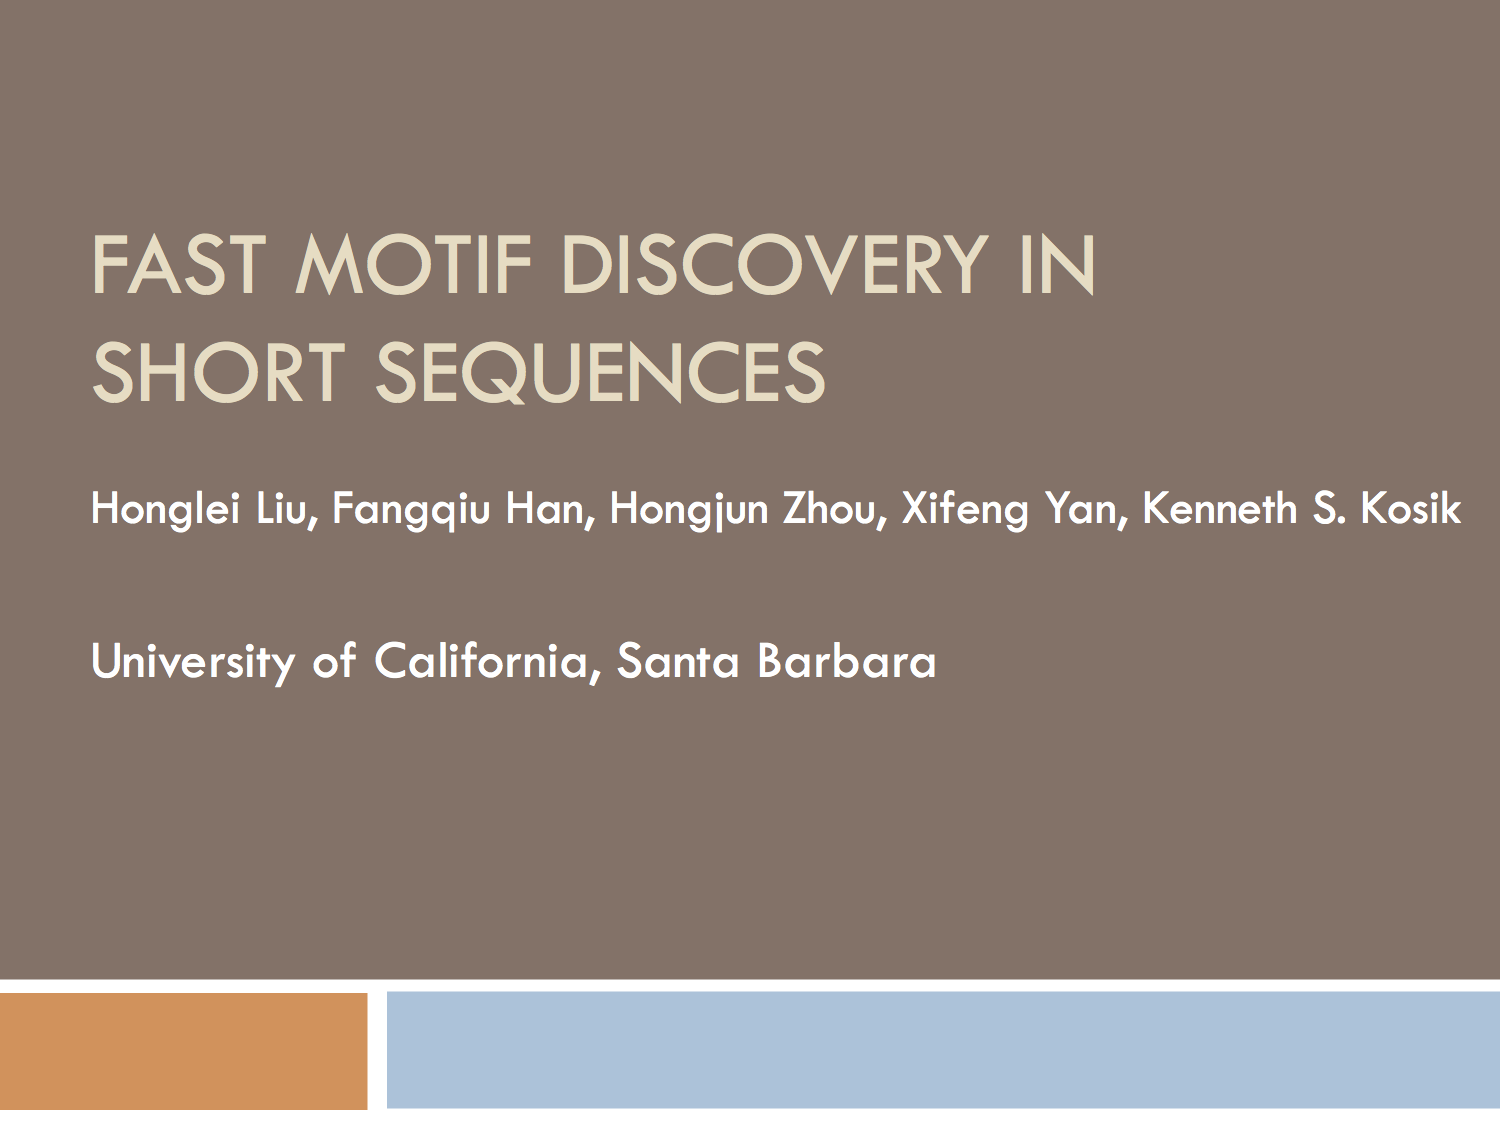 FAST MOTIF DISCOVERY IN
SHORT SEQUENCES
Honglei Liu, Fangqiu Han, Hongjun Zhou, Xifeng Yan, Kenneth S. Kosik
University of California, Santa Barbara